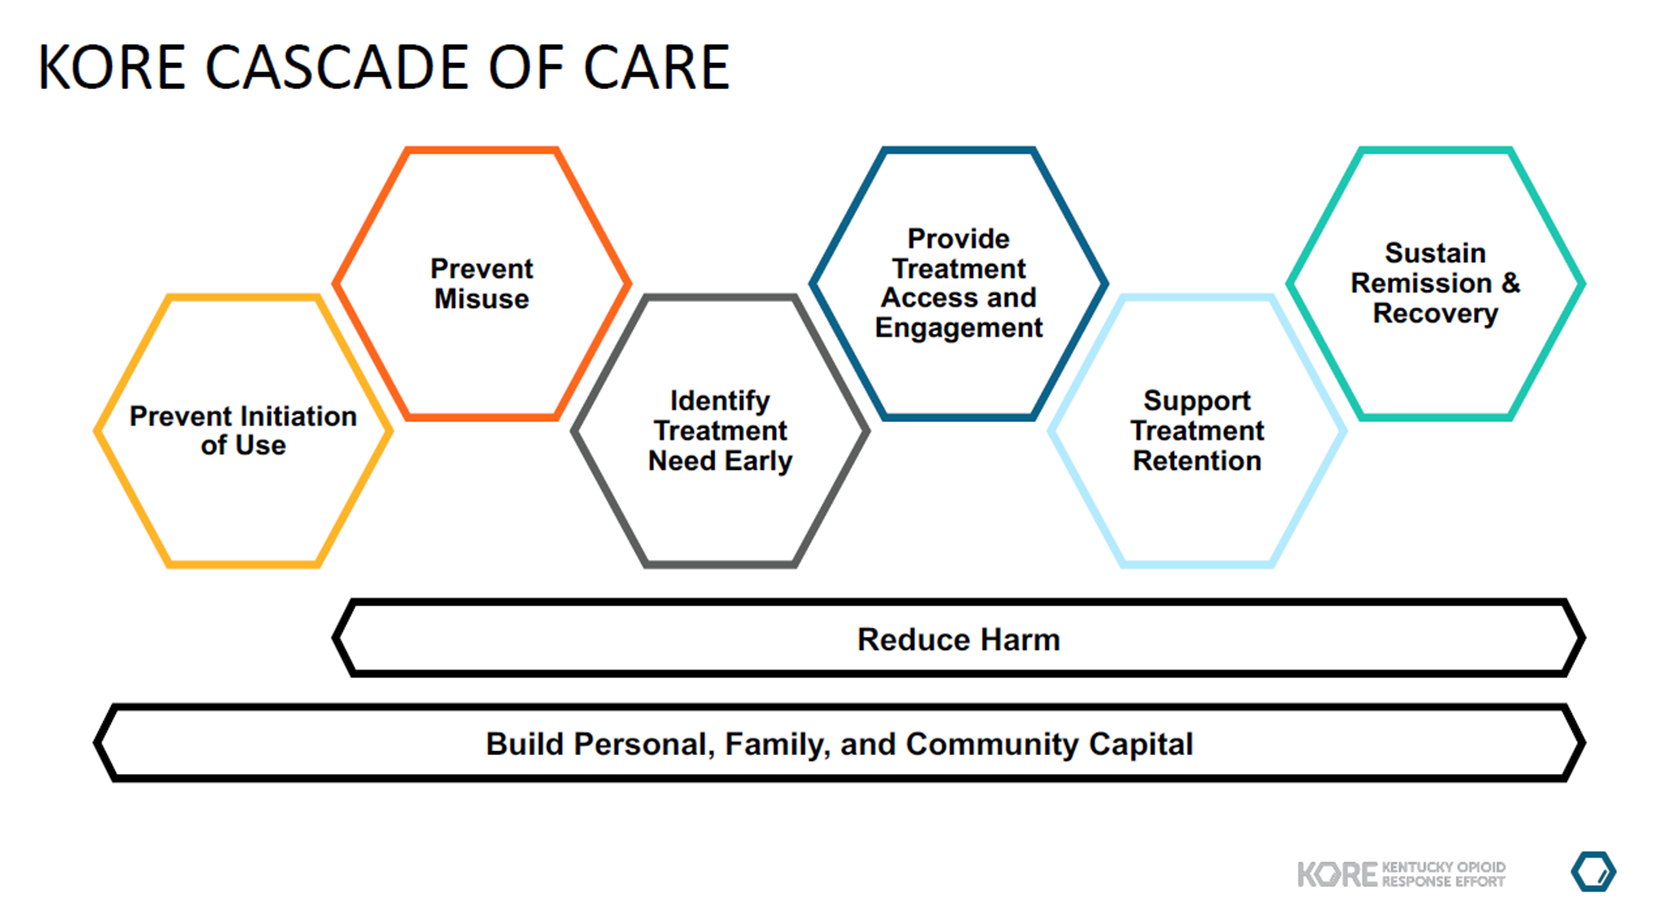 KORE CASCADE OF CARE
Prevent Initiation
of Use
Prevent
Misuse
Identify
Treatment
Need Early
Provide
Treatment
Access and
Engagement
Support
Treatment
Retention
Sustain
Remission &
Recovery
Reduce Harm
Build Personal, Family, and Community Capital
KORE KENTUCKY OPIOID
RESPONSE EFFORT